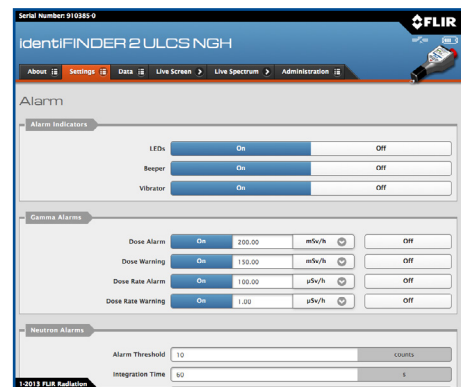 Serial Number: 910385-0
FLIR
identiFINDER 2 ULCS NGH
About Settings Data Live Screen Live Spectrum Administration
Alarm
Alarm Indicators
LEDs On Off
Beeper On Off
Vibrator On Off
Gamma Alarms
Dose Alarm On 200.00 mSv/h Off
Dose Warning On 150.00 mSv/h Off
Dose Rate Alarm On 100.00 µSv/h Off
Dose Rate Warning On 1.00 µSv/h Off
Neutron Alarms
Alarm Threshold 10 counts
Integration Time 60 s
1-2013 FLIR Radiation